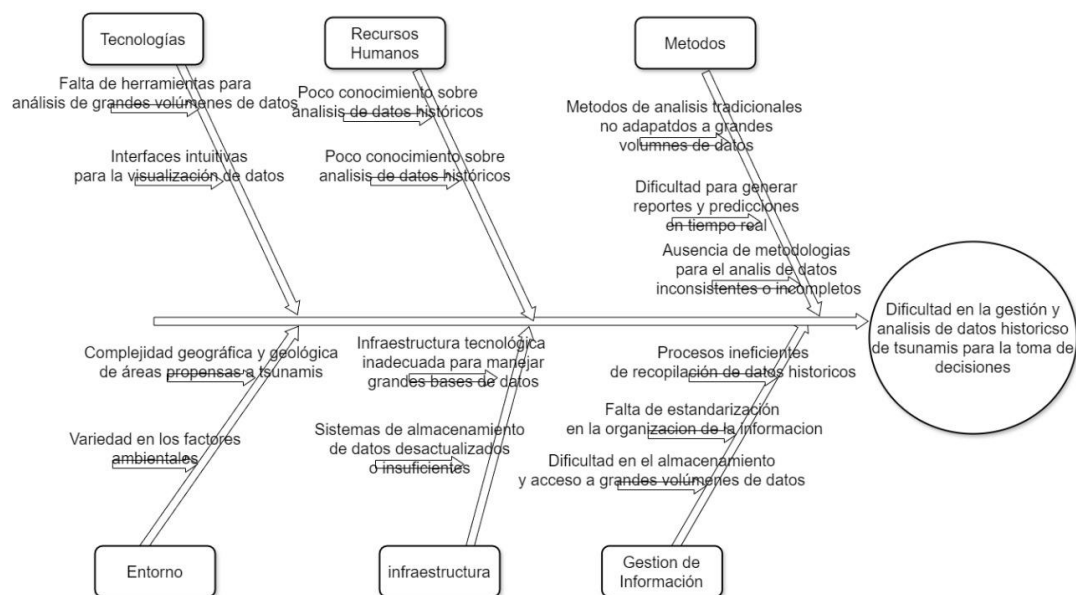 Tecnologías
Recursos
Humanos
Metodos
Falta de herramientas para
análisis de grandes volúmenes de datos
Interfaces intuitivas
para la visualización de datos
Poco conocimiento sobre
analisis de datos históricos
Poco conocimiento sobre
analisis de datos históricos
Metodos de analisis tradicionales
no adapatdos a grandes
volumnes de datos
Dificultad para generar
reportes y predicciones
en tiempo real
Ausencia de metodologias
para el analis de datos
inconsistentes o incompletos
Dificultad en la gestión y
analisis de datos historicso
de tsunamis para la toma de
decisiones
Complejidad geográfica y geológica
de áreas propensas a tsunamis
Variedad en los factores
ambientales
Infraestructura tecnológica
inadecuada para manejar
grandes bases de datos
Sistemas de almacenamiento
de datos desactualizados
o insuficientes
Procesos ineficientes
de recopilación de datos historicos
Falta de estandarización
en la organizacion de la informacion
Dificultad en el almacenamiento
y acceso a grandes volúmenes de datos
Entorno
infraestructura
Gestion de
Información